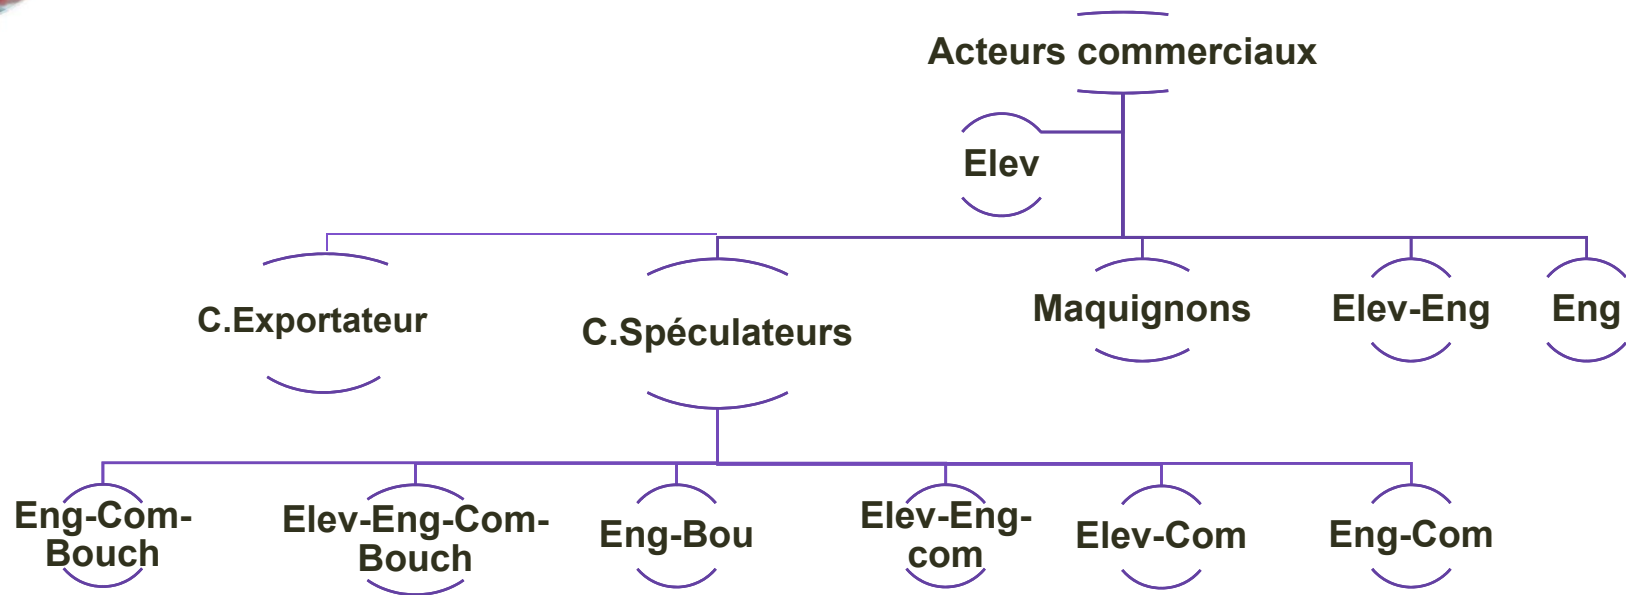 Acteurs commerciaux
Elev
C.Exportateur
C.Spéculateurs
Maquignons
Elev-Eng
Eng
Eng-Com-
Bouch
Elev-Eng-Com-
Bouch
Eng-Bou
Elev-Eng-
com
Elev-Com
Eng-Com